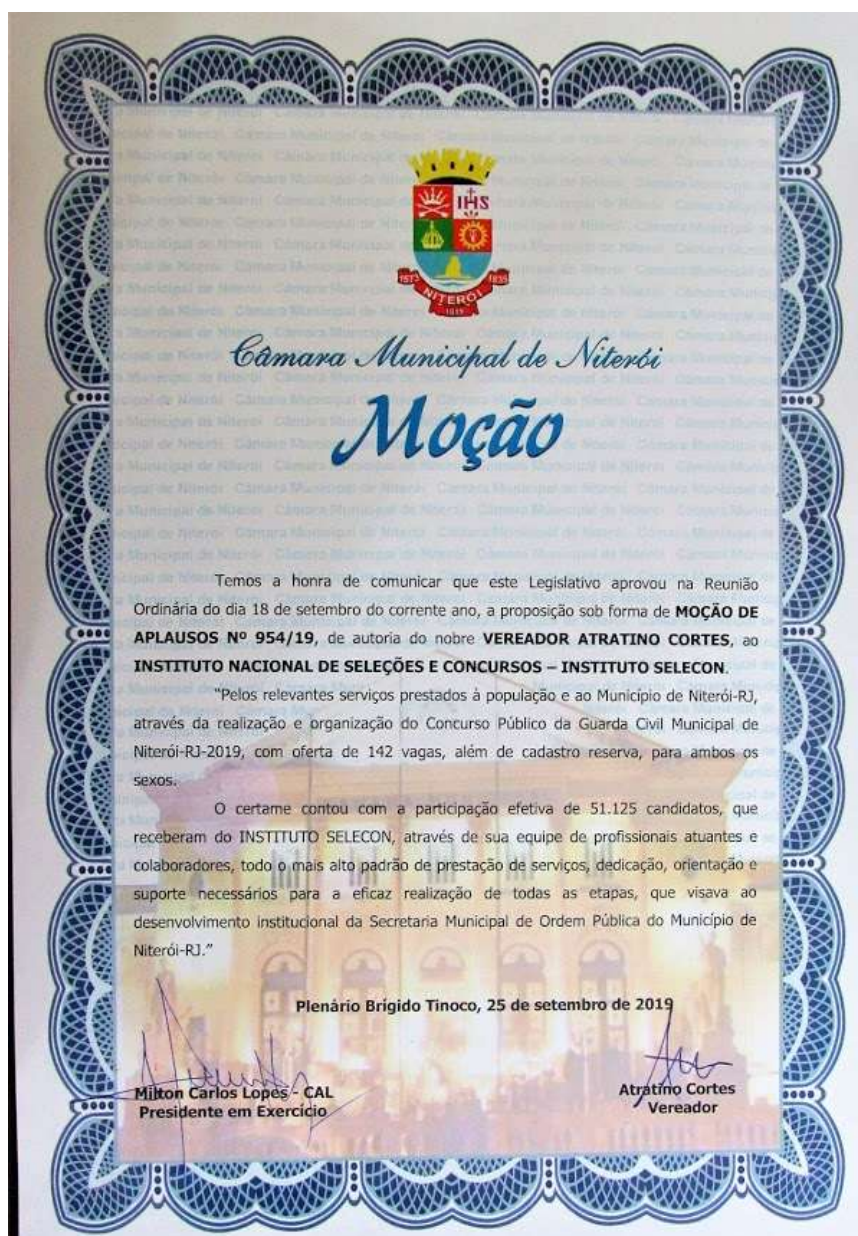 IHS
1573 1835
NITERÓI
1819
Câmara Municipal de Niterói
Moção
Temos a honra de comunicar que este Legislativo aprovou na Reunião
Ordinária do dia 18 de setembro do corrente ano, a proposição sob forma de MOÇÃO DE
APLAUSOS Nº 954/19, de autoria do nobre VEREADOR ATRATINO CORTES, ao
INSTITUTO NACIONAL DE SELEÇÕES E CONCURSOS – INSTITUTO SELECON.
"Pelos relevantes serviços prestados à população e ao Município de Niterói-RJ,
através da realização e organização do Concurso Público da Guarda Civil Municipal de
Niterói-RJ-2019, com oferta de 142 vagas, além de cadastro reserva, para ambos os
sexos.
O certame contou com a participação efetiva de 51.125 candidatos, que
receberam do INSTITUTO SELECON, através de sua equipe de profissionais atuantes e
colaboradores, todo o mais alto padrão de prestação de serviços, dedicação, orientação e
suporte necessários para a eficaz realização de todas as etapas, que visava ao
desenvolvimento institucional da Secretaria Municipal de Ordem Pública do Município de
Niterói-RJ."
Plenário Brígido Tinoco, 25 de setembro de 2019
Milton Carlos Lopes - CAL
Presidente em Exercício
Atratino Cortes
Vereador